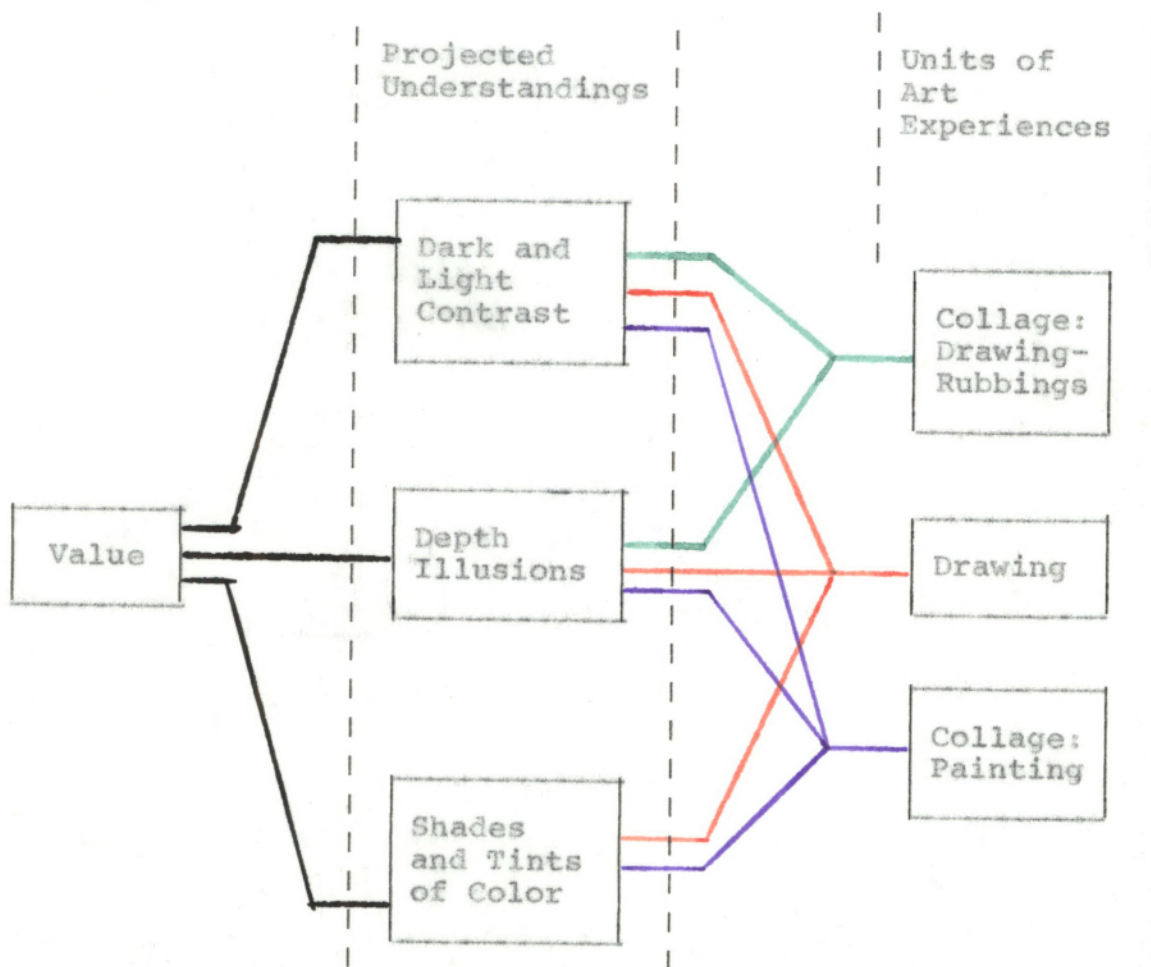 Projected
Understandings
Units of
Art
Experiences
Dark and
Light
Contrast
Collage:
Drawing-
Rubbings
Value
Depth
Illusions
Drawing
Collage:
Painting
Shades
and Tints
of Color